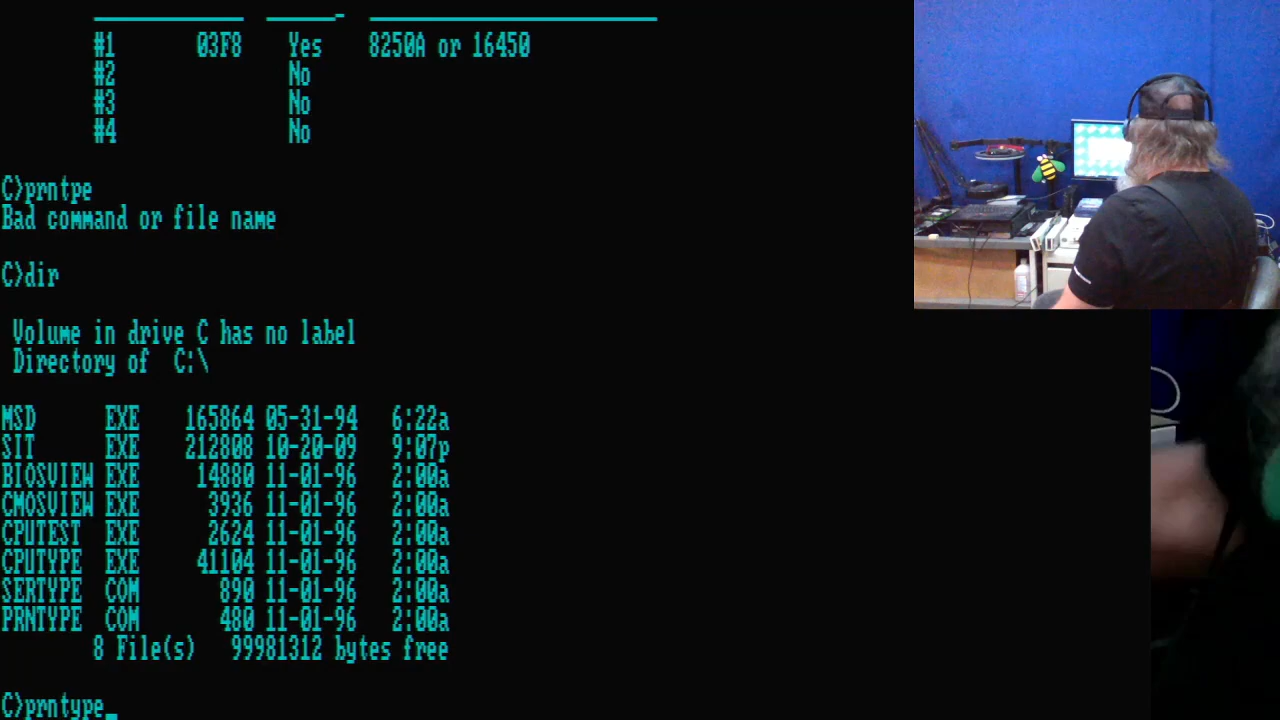 #1 03F8 Yes 8250A or 16450
#2 No
#3 No
#4 No
C>prntpe
Bad command or file name
C>dir
Volume in drive C has no label
Directory of C:\
MSD EXE 165864 05-31-94 6:22a
SIT EXE 212808 10-20-09 9:07p
BIOSVIEW EXE 14880 11-01-96 2:00a
CMOSVIEW EXE 3936 11-01-96 2:00a
CPUTEST EXE 2624 11-01-96 2:00a
CPUTYPE EXE 41104 11-01-96 2:00a
SERTYPE COM 890 11-01-96 2:00a
PRNTYPE COM 480 11-01-96 2:00a
8 File(s) 99981312 bytes free
C>prntype_